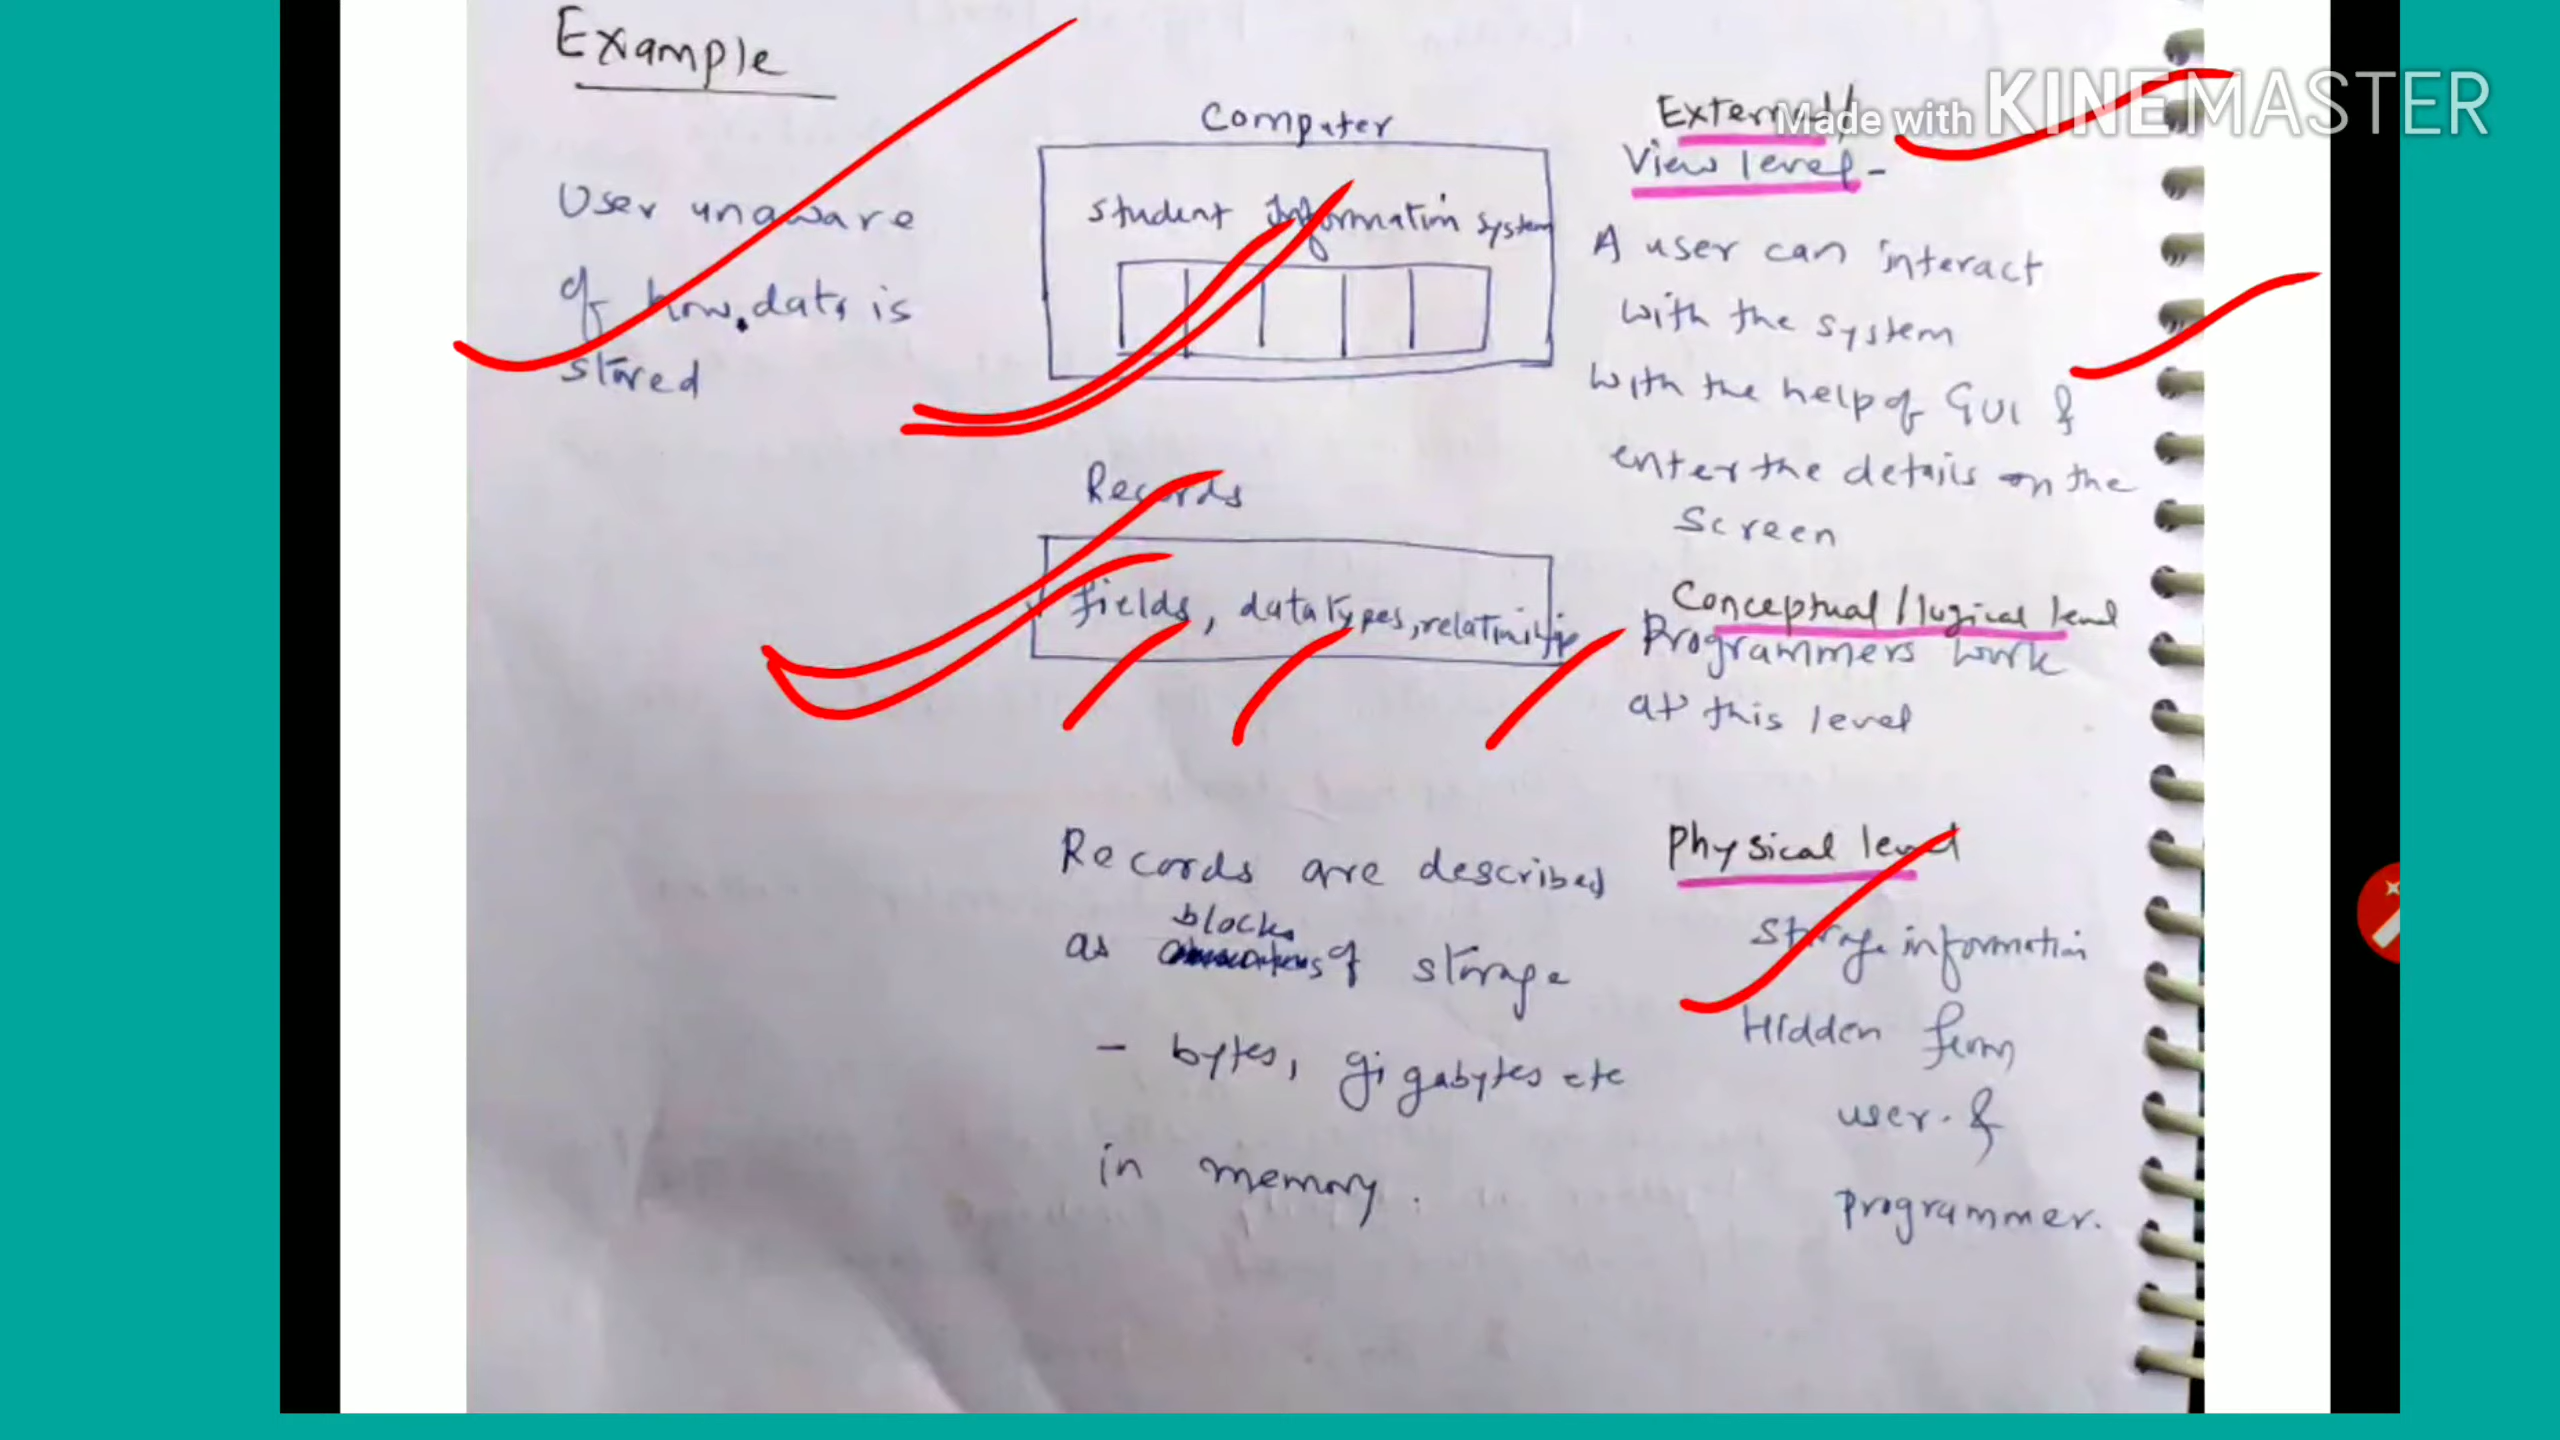 Example
User unaware
of how data is
stored
Computer
Student Information System
Records
fields, datatypes, relationship
Records are described
as blocks of storage
- bytes, gigabytes etc
in memory.
Made with KINEMASTER
External/
View level -
A user can interact
with the system
with the help of GUI &
enter the details on the
Screen
Conceptual / logical level
Programmers work
at this level
Physical level
Storage information
Hidden from
user &
programmer.